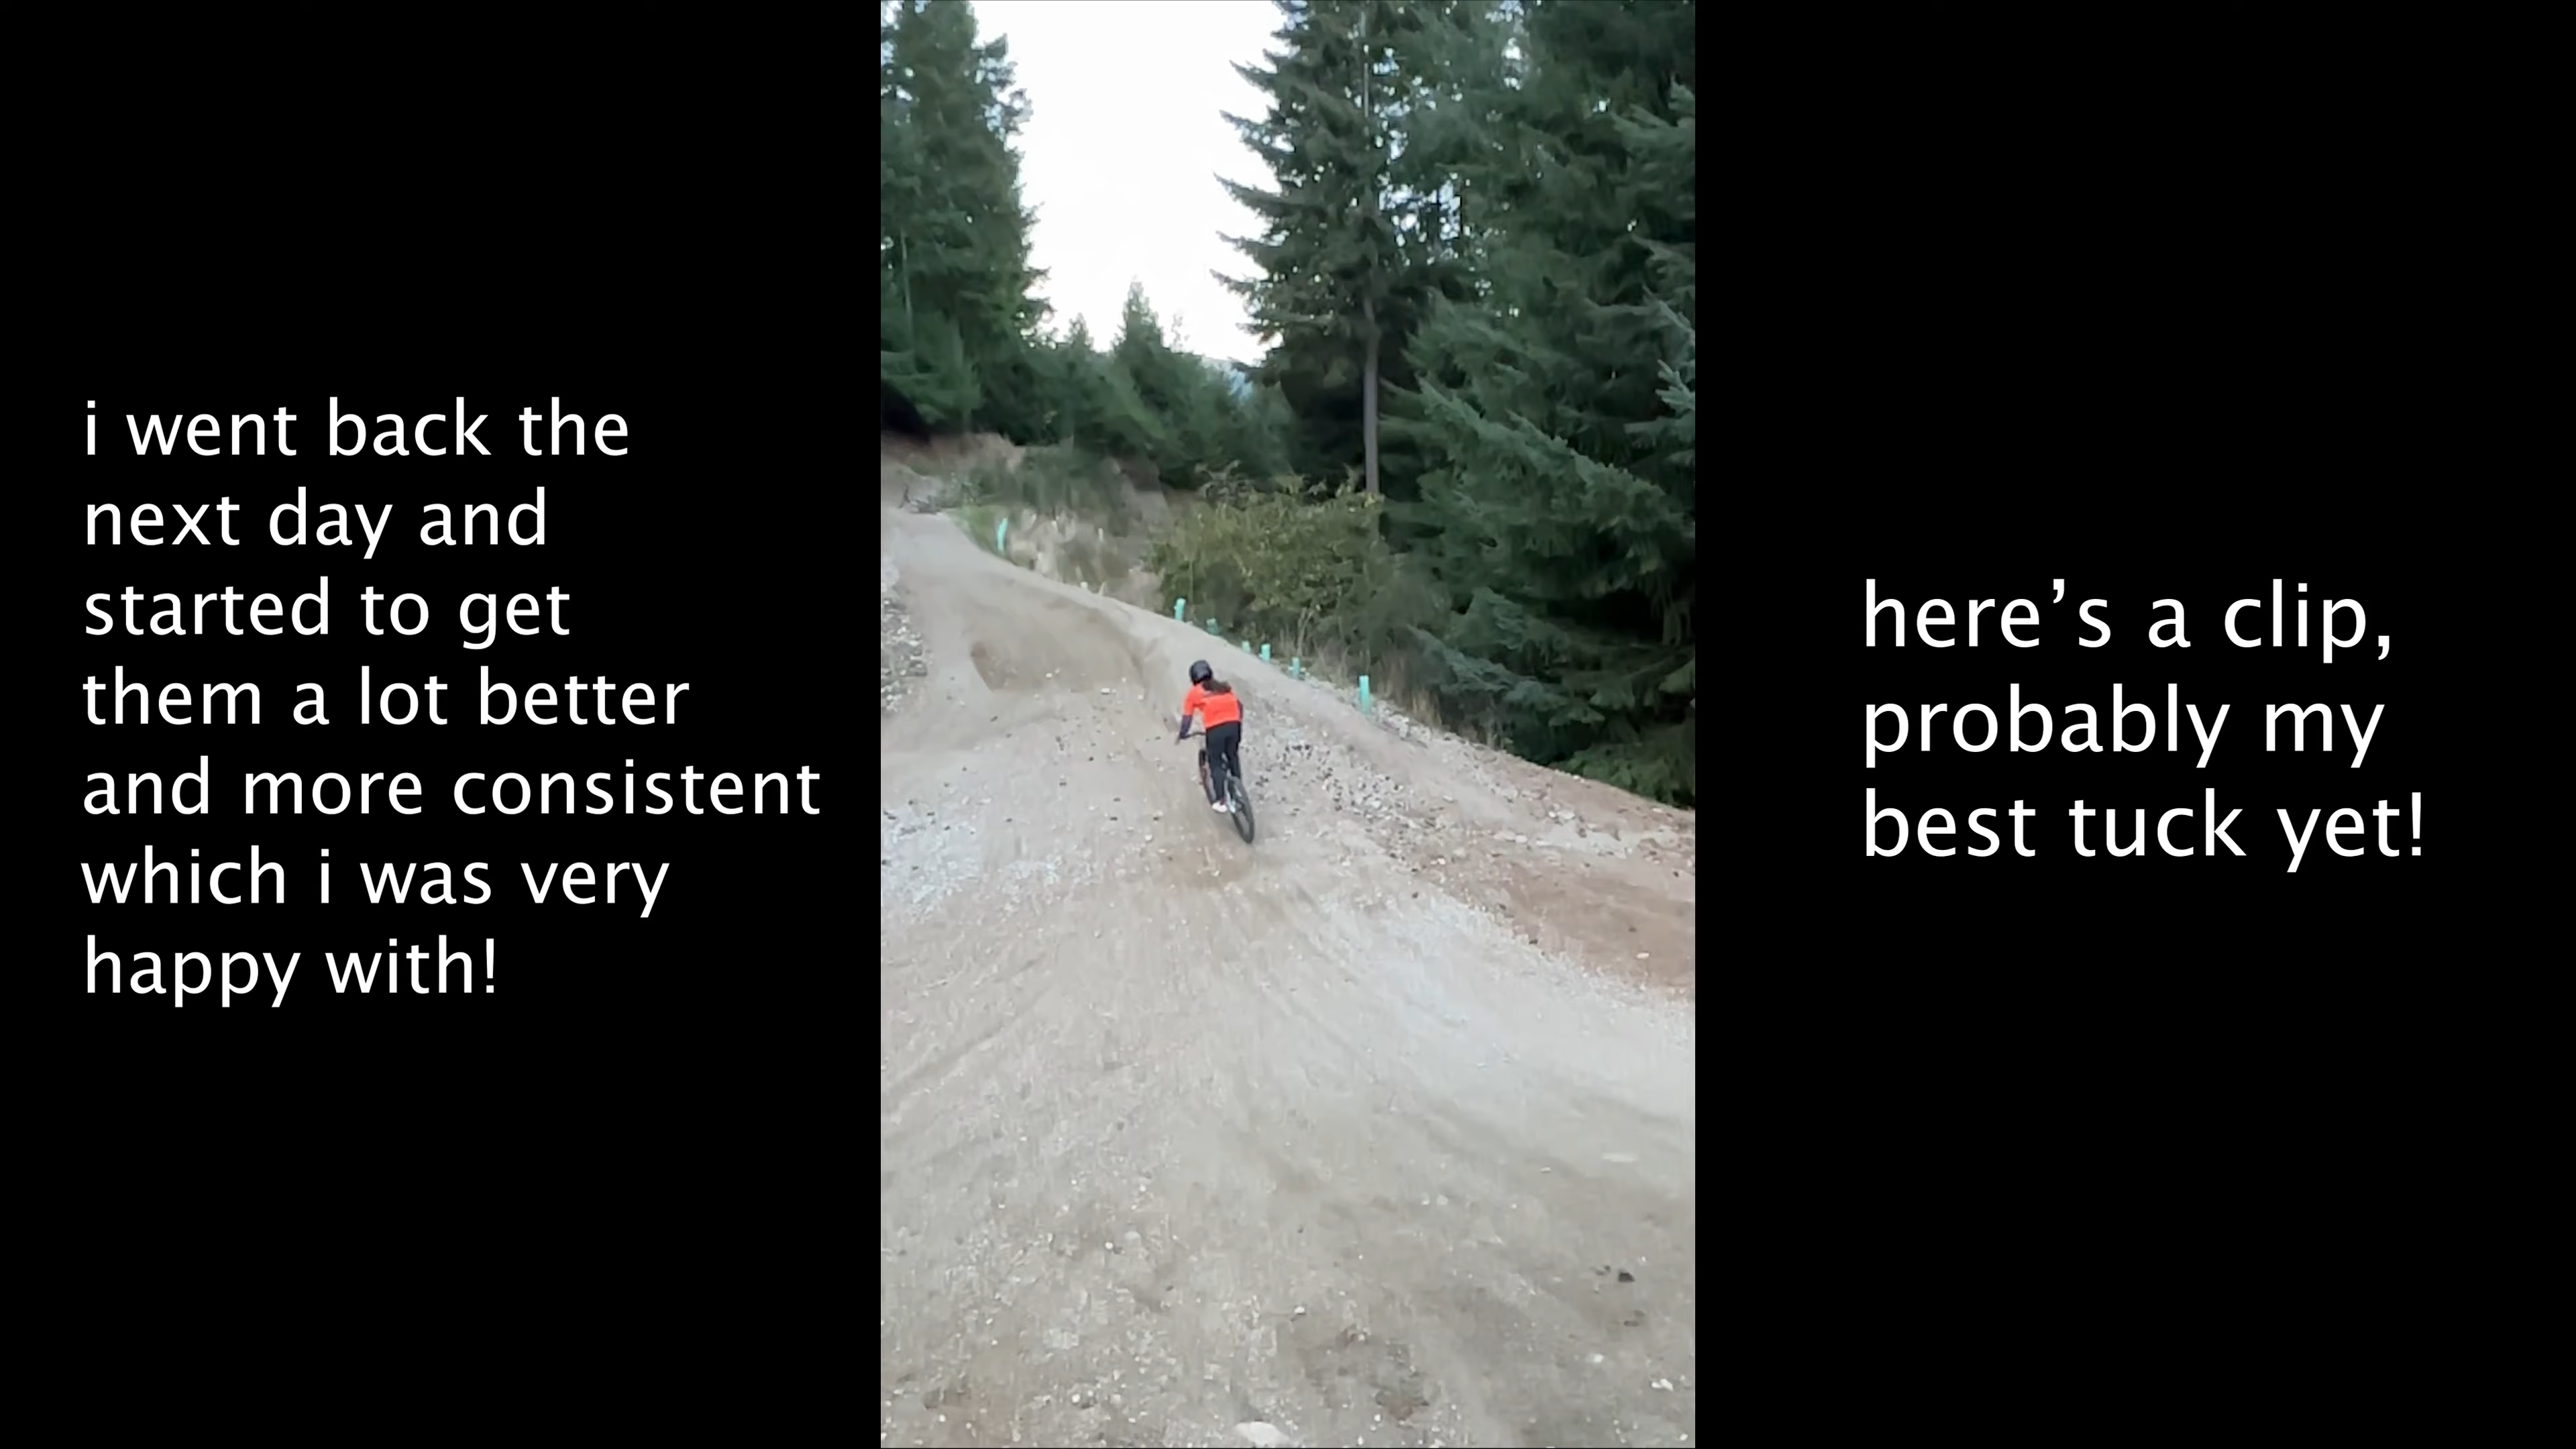 i went back the
next day and
started to get
them a lot better
and more consistent
which i was very
happy with!
here’s a clip,
probably my
best tuck yet!